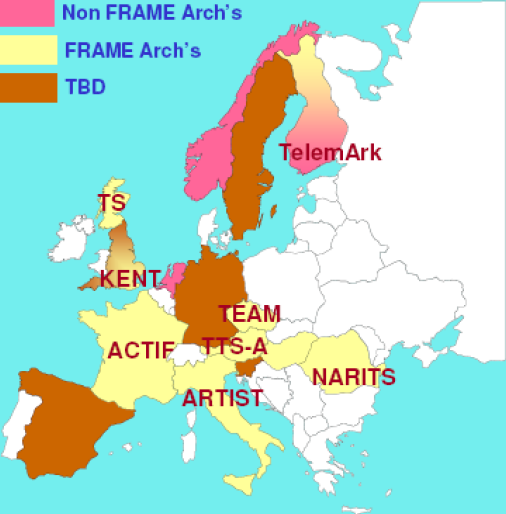 Non FRAME Arch's
FRAME Arch's
TBD
TelemArk
TS
KENT
TEAM
ACTIF
TTS-A
NARITS
ARTIST